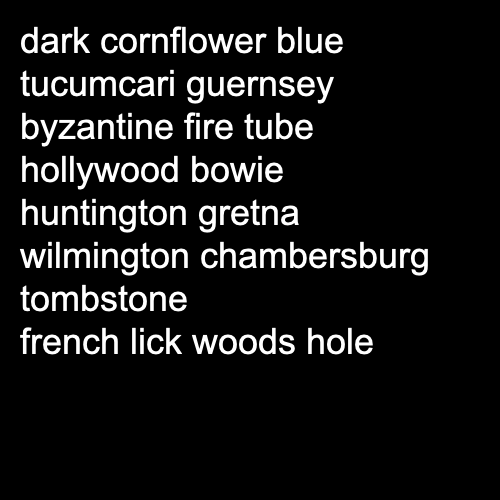 dark cornflower blue
tucumcari guernsey
byzantine fire tube
hollywood bowie
huntington gretna
wilmington chambersburg
tombstone
french lick woods hole